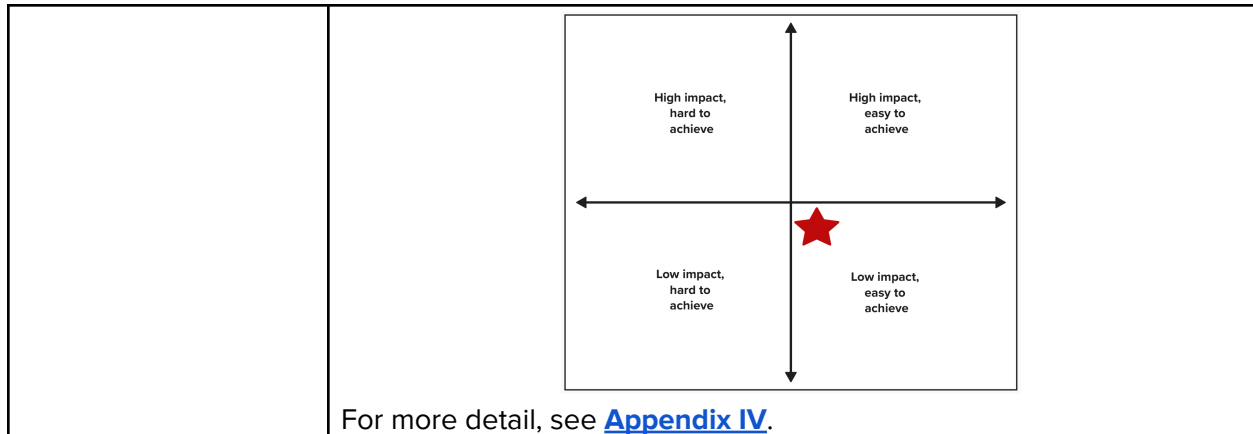 High impact,
hard to
achieve
High impact,
easy to
achieve
Low impact,
hard to
achieve
Low impact,
easy to
achieve
For more detail, see Appendix IV.